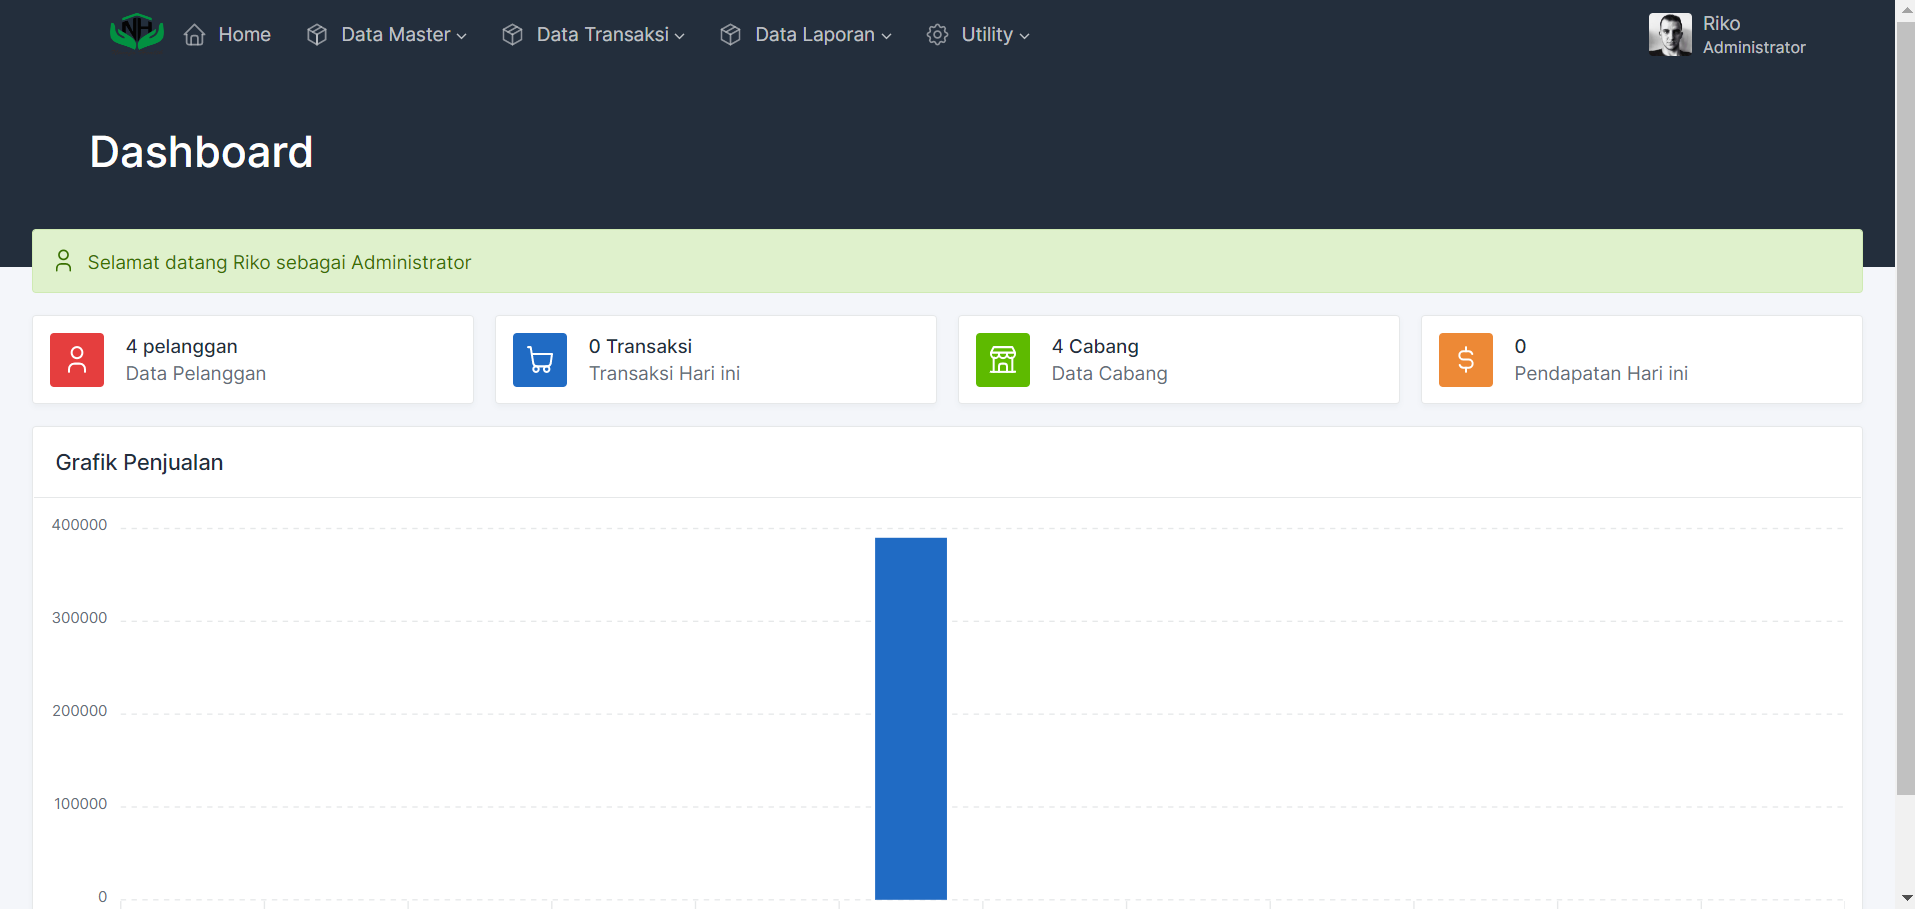 NH
Home
Data Master
Data Transaksi
Data Laporan
Utility
Riko
Administrator
Dashboard
Selamat datang Riko sebagai Administrator
4 pelanggan
Data Pelanggan
0 Transaksi
Transaksi Hari ini
4 Cabang
Data Cabang
0
Pendapatan Hari ini
Grafik Penjualan
400000
300000
200000
100000
0